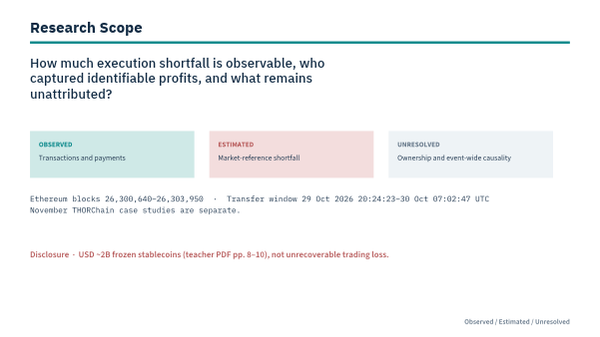 Research Scope
How much execution shortfall is observable, who
captured identifiable profits, and what remains
unattributed?
OBSERVED
Transactions and payments
ESTIMATED
Market-reference shortfall
UNRESOLVED
Ownership and event-wide causality
Ethereum blocks 26,300,640–26,303,950 · Transfer window 29 Oct 2026 20:24:23–30 Oct 07:02:47 UTC
November THORChain case studies are separate.
Disclosure · USD ~2B frozen stablecoins (teacher PDF pp. 8–10), not unrecoverable trading loss.
Observed / Estimated / Unresolved